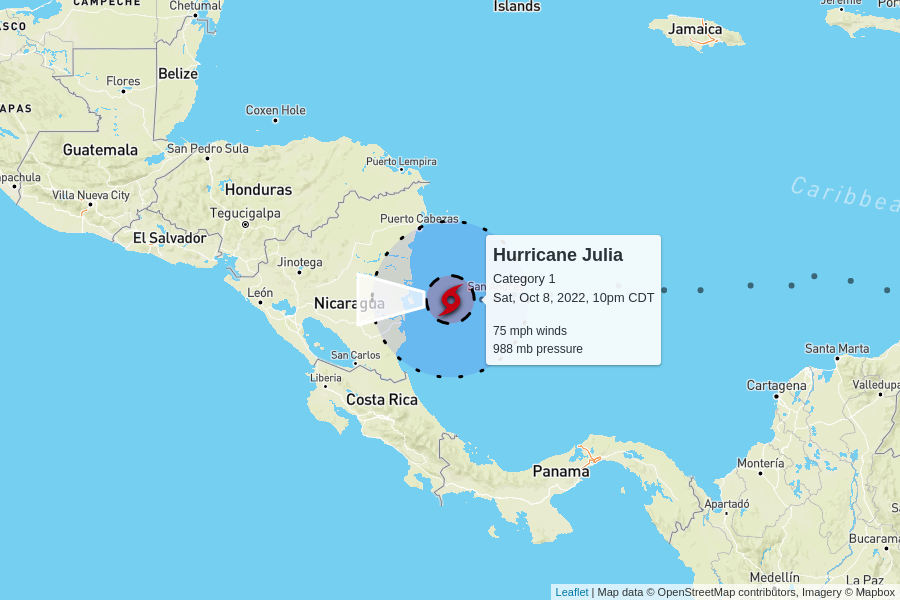 CAMPECHE
Chetumal
Islands
Jamaica
Belize
Flores
APAS
Coxen Hole
Guatemala
San Pedro Sula
Puerto Lempira
Villa Nueva City
Honduras
Tegucigalpa
Puerto Cabezas
El Salvador
Jinotega
León
Nicaragua
San
San Carlos
Liberia
Costa Rica
Panama
Hurricane Julia
Category 1
Sat, Oct 8, 2022, 10pm CDT
75 mph winds
988 mb pressure
Caribbea
Santa Marta
Cartagena
Valledupa
Montería
Apartadó
Bucarama
Medellín
La Paz
Leaflet | Map data © OpenStreetMap contributors, Imagery © Mapbox